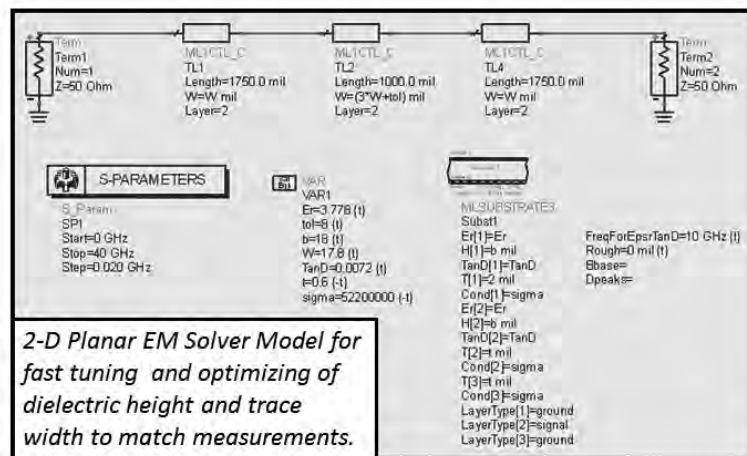 Term
Term1
Num=1
Z=50 Ohm
ML1CTL_C
TL1
Length=1750.0 mil
W=W mil
Layer=2
ML1CTL_C
TL2
Length=1000.0 mil
W=(3*W+tol) mil
Layer=2
ML1CTL_C
TL4
Length=1750.0 mil
W=W mil
Layer=2
Term
Term2
Num=2
Z=50 Ohm
S-PARAMETERS
S_Param
SP1
Start=0 GHz
Stop=40 GHz
Step=0.020 GHz
VAR
VAR1
Er=3.778 {t}
tol=8 {t}
b=18 {t}
W=17.8 {t}
TanD=0.0072 {t}
t=0.6 {-t}
sigma=52200000 {-t}
MLSUBSTRATE3
Subst1
Er[1]=Er
H[1]=b mil
TanD[1]=TanD
T[1]=2 mil
Cond[1]=sigma
Er[2]=Er
H[2]=b mil
TanD[2]=TanD
T[2]=t mil
Cond[2]=sigma
T[3]=t mil
Cond[3]=sigma
LayerType[1]=ground
LayerType[2]=signal
LayerType[3]=ground
FreqForEpsrTanD=10 GHz {t}
Rough=0 mil {t}
Bbase=
Dpeaks=
2-D Planar EM Solver Model for
fast tuning and optimizing of
dielectric height and trace
width to match measurements.